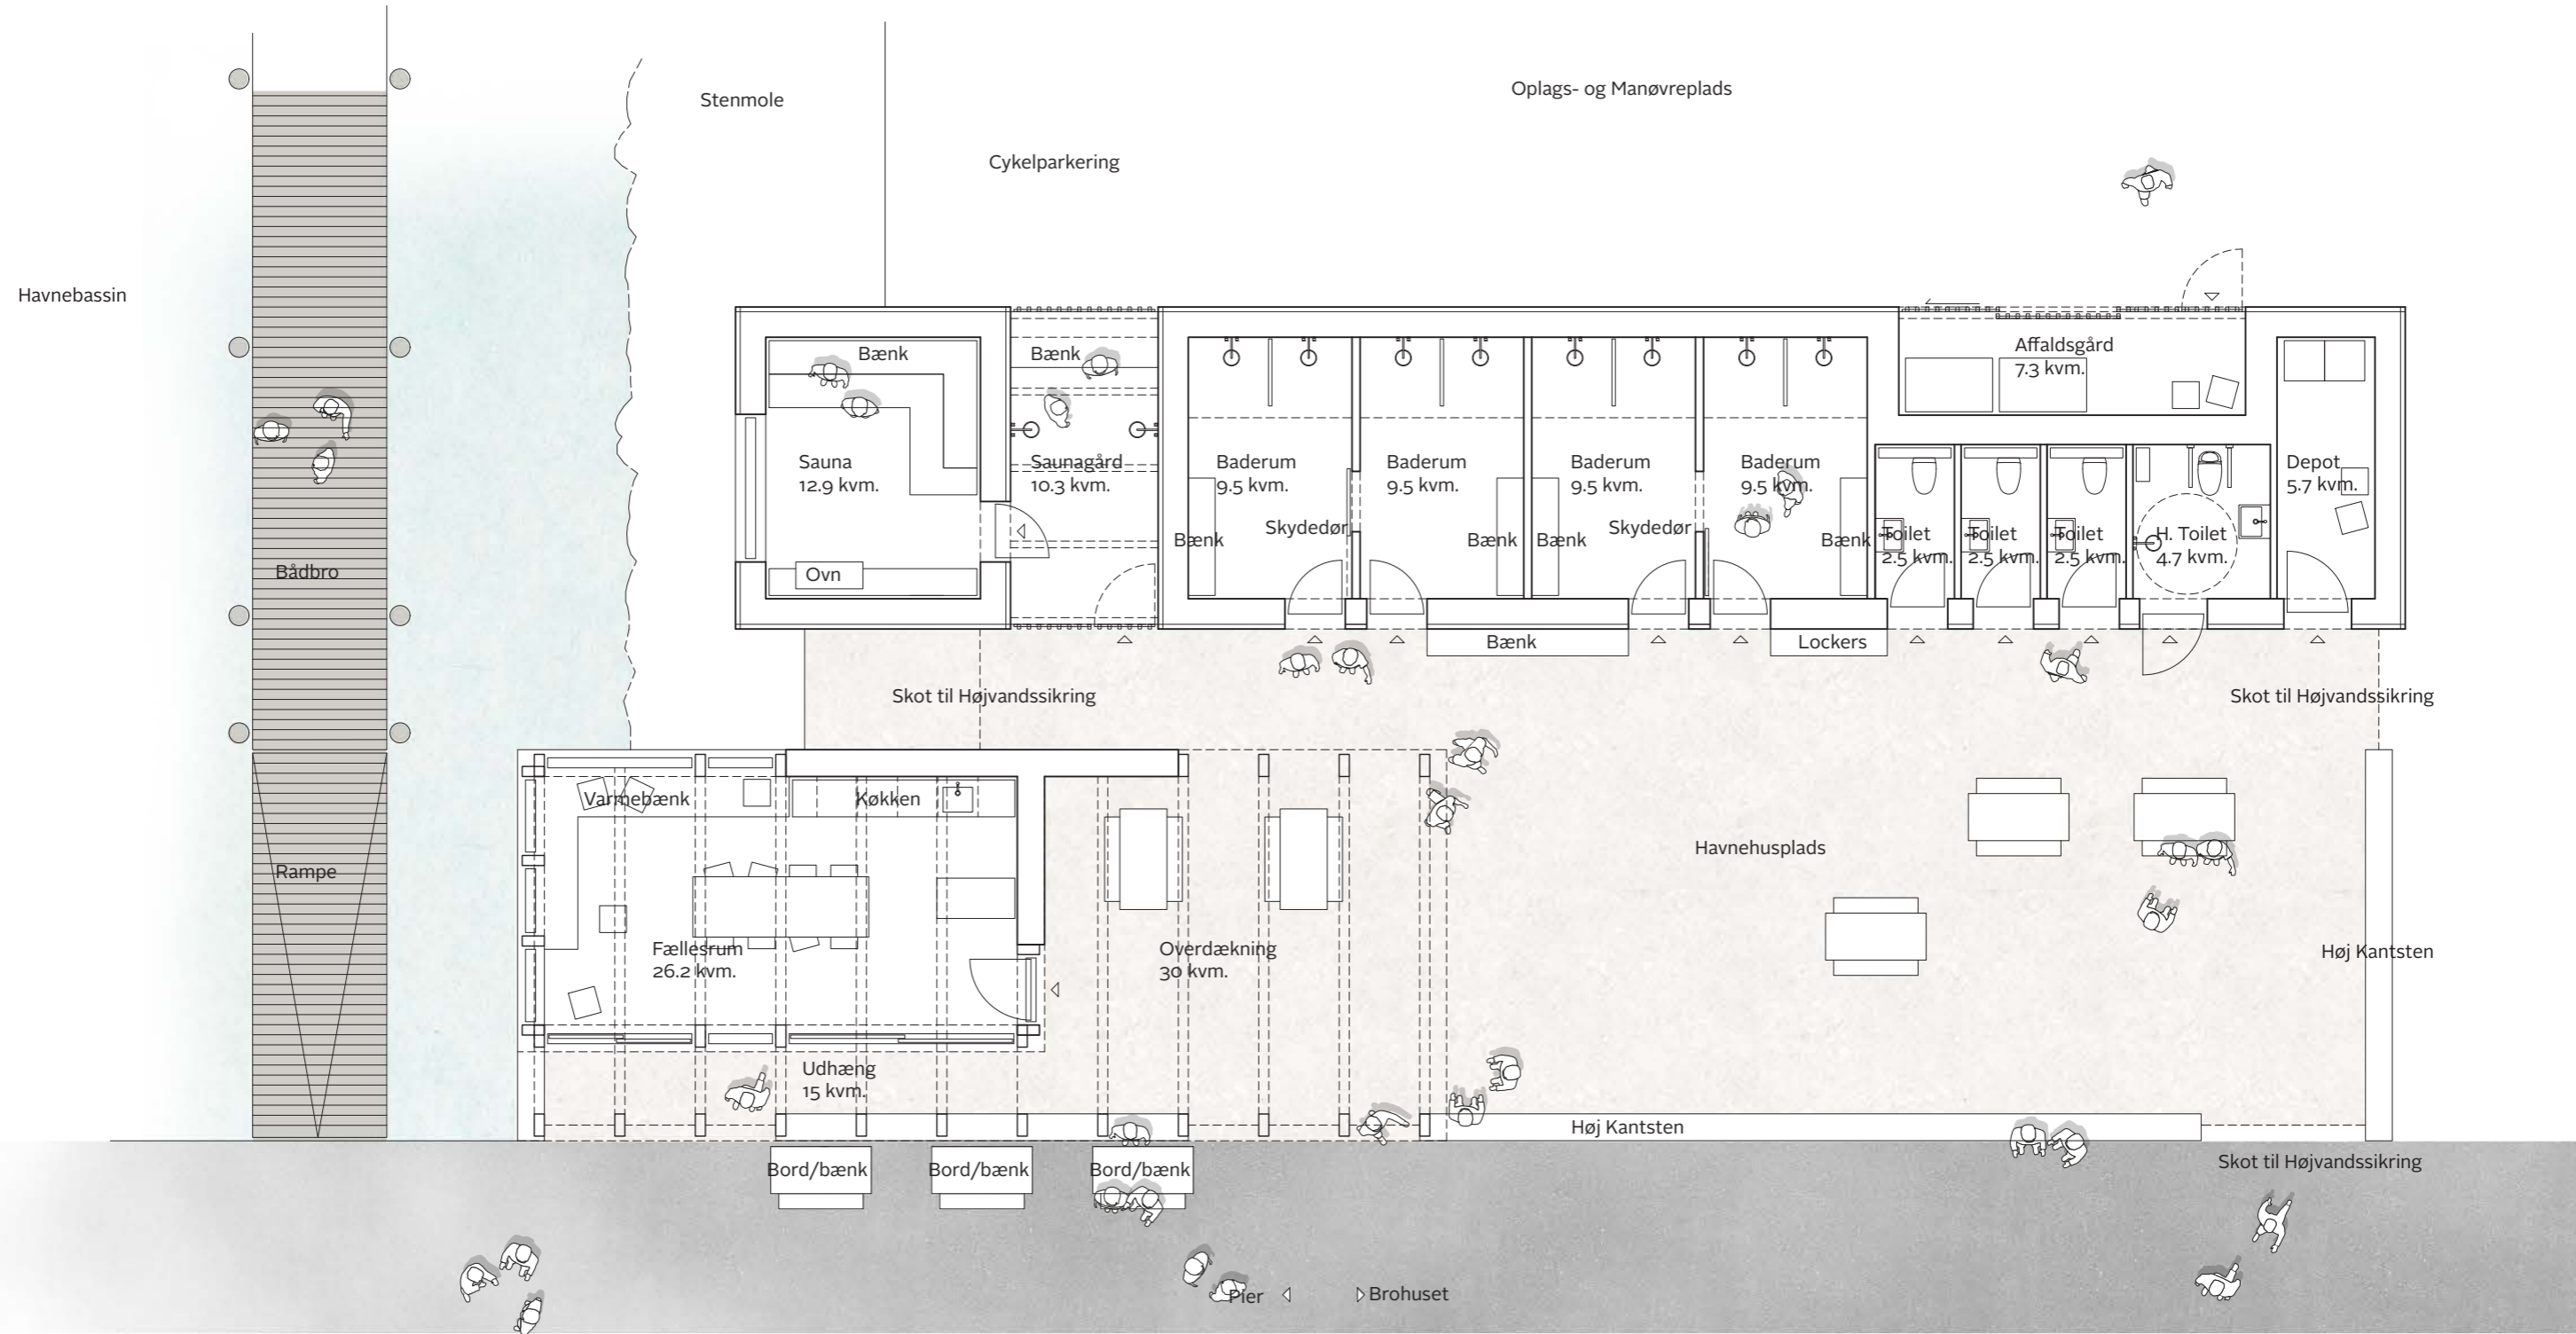 Oplags- og Manøvreplads
Stenmole
Cykelparkering
Havnebassin
Affaldsgård
7.3 kvm.
Bænk
Bænk
Sauna
12.9 kvm.
Saunagård
10.3 kvm.
Baderum
9.5 kvm.
Baderum
9.5 kvm.
Baderum
9.5 kvm.
Baderum
9.5 kvm.
Depot
5.7 kvm.
Skydedør
Skydedør
Bænk
Bænk
Bænk
Bænk
Toilet
2.5 kvm.
Toilet
2.5 kvm.
Toilet
2.5 kvm.
H. Toilet
4.7 kvm.
Bådbro
Ovn
Bænk
Lockers
Skot til Højvandssikring
Skot til Højvandssikring
Varmebænk
Køkken
Havnehusplads
Rampe
Fællesrum
26.2 kvm.
Overdækning
30 kvm.
Høj Kantsten
Udhæng
15 kvm.
Høj Kantsten
Bord/bænk
Bord/bænk
Bord/bænk
Skot til Højvandssikring
Pier
Brohuset